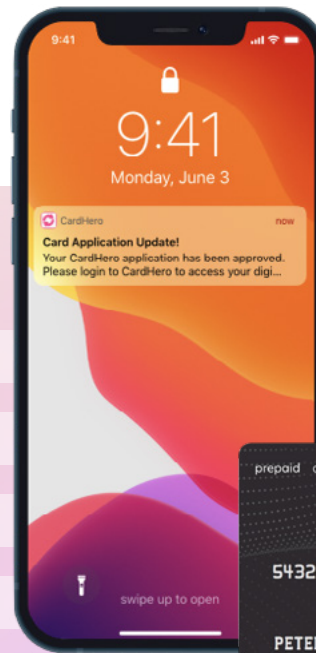 9:41
9:41
Monday, June 3
CardHero now
Card Application Update!
Your CardHero application has been approved.
Please login to CardHero to access your digi...
prepaid
5432
swipe up to open